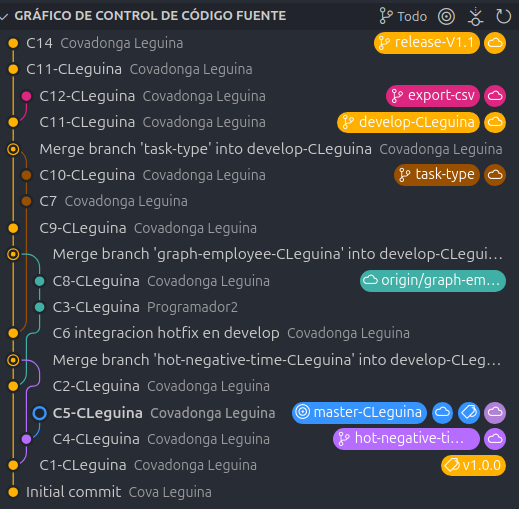 GRÁFICO DE CONTROL DE CÓDIGO FUENTE Todo
C14 Covadonga Leguina release-V1.1
C11-CLeguina Covadonga Leguina
C12-CLeguina Covadonga Leguina export-csv
C11-CLeguina Covadonga Leguina develop-CLeguina
Merge branch 'task-type' into develop-CLeguina Covadonga Leguina
C10-CLeguina Covadonga Leguina task-type
C7 Covadonga Leguina
C9-CLeguina Covadonga Leguina
Merge branch 'graph-employee-CLeguina' into develop-CLegui...
C8-CLeguina Covadonga Leguina origin/graph-em...
C3-CLeguina Programador2
C6 integracion hotfix en develop Covadonga Leguina
Merge branch 'hot-negative-time-CLeguina' into develop-CLeg...
C2-CLeguina Covadonga Leguina
C5-CLeguina Covadonga Leguina master-CLeguina
C4-CLeguina Covadonga Leguina hot-negative-ti...
C1-CLeguina Covadonga Leguina v1.0.0
Initial commit Cova Leguina